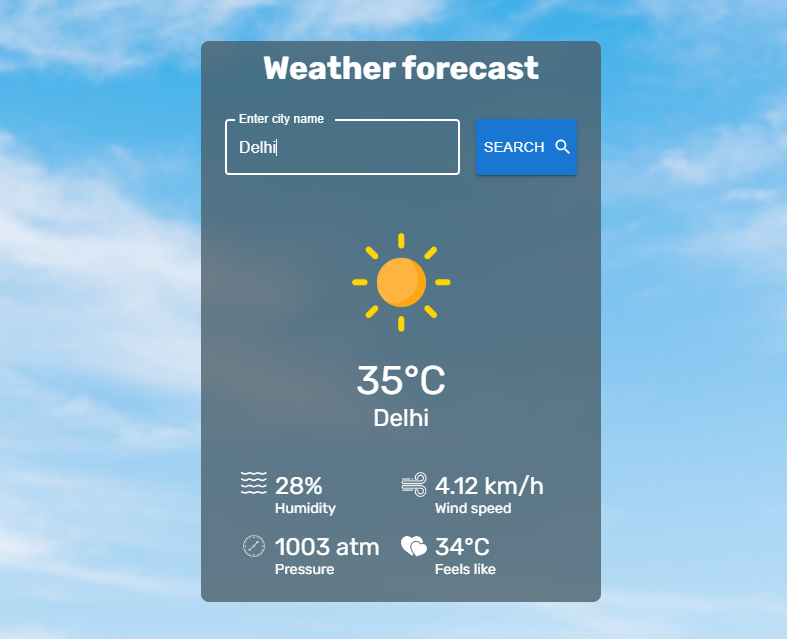 Weather forecast
Enter city name
Delhi
SEARCH
35°C
Delhi
28%
Humidity
4.12 km/h
Wind speed
1003 atm
Pressure
34°C
Feels like